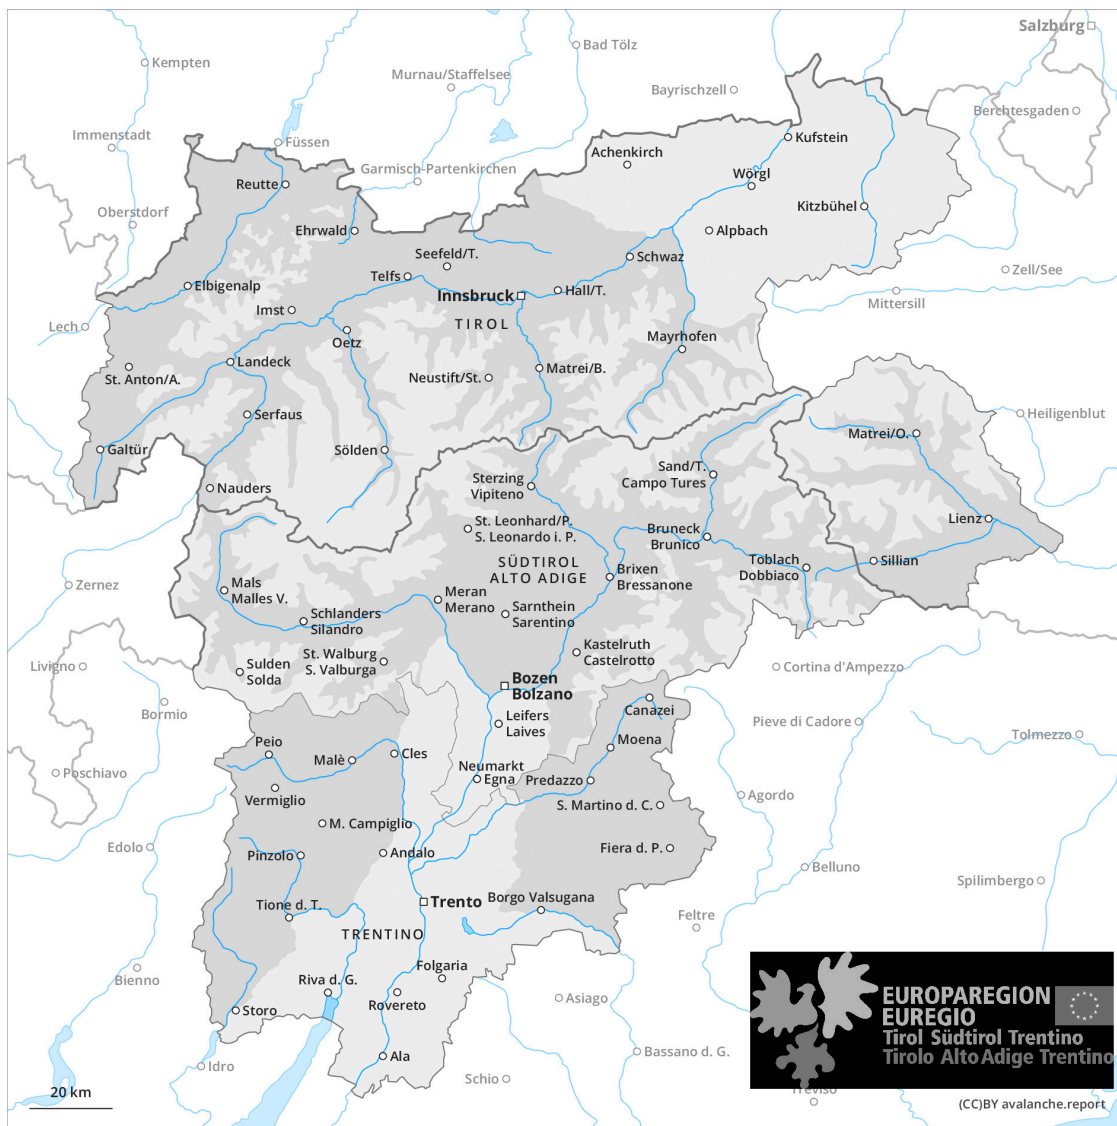 Salzburg
Bad Tölz
Kempten
Murnau/Staffelsee
Bayrischzell
Berchtesgaden
Immenstadt
Füssen
Kufstein
Achenkirch
Garmisch-Partenkirchen
Wörgl
Reutte
Oberstdorf
Kitzbühel
Ehrwald
Alpbach
Seefeld/T.
Schwaz
Telfs
Zell/See
Elbigenalp
Hall/T.
Innsbruck
Mittersill
Imst
TIROL
Lech
Oetz
Mayrhofen
Landeck
Matrei/B.
St. Anton/A.
Neustift/St.
Serfaus
Heiligenblut
Matrei/O.
Galtür
Sölden
Sand/T.
Campo Tures
Sterzing
Vipiteno
Nauders
St. Leonhard/P.
S. Leonardo i. P.
Lienz
Bruneck
Brunico
SÜDTIROL
ALTO ADIGE
Toblach
Dobbiaco
Sillian
Brixen
Bressanone
Zernez
Mals
Malles V.
Meran
Merano
Schlanders
Silandro
Sarnthein
Sarentino
Kastelruth
Castelrotto
St. Walburg
S. Valburga
Livigno
Sulden
Solda
Cortina d'Ampezzo
Bozen
Bolzano
Bormio
Canazei
Leifers
Laives
Pieve di Cadore
Tolmezzo
Moena
Peio
Cles
Malè
Neumarkt
Egna
Poschiavo
Predazzo
Vermiglio
Agordo
S. Martino d. C.
M. Campiglio
Edolo
Fiera d. P.
Andalo
Pinzolo
Belluno
Spilimbergo
Borgo Valsugana
Trento
Tione d. T.
Feltre
TRENTINO
Bienno
Folgaria
Riva d. G.
Rovereto
Asiago
Storo
EUROPAREGION
EUREGIO
Tirol Südtirol Trentino
Tirolo Alto Adige Trentino
Ala
Bassano d. G.
Idro
Schio
Treviso
20 km
(CC)BY avalanche.report